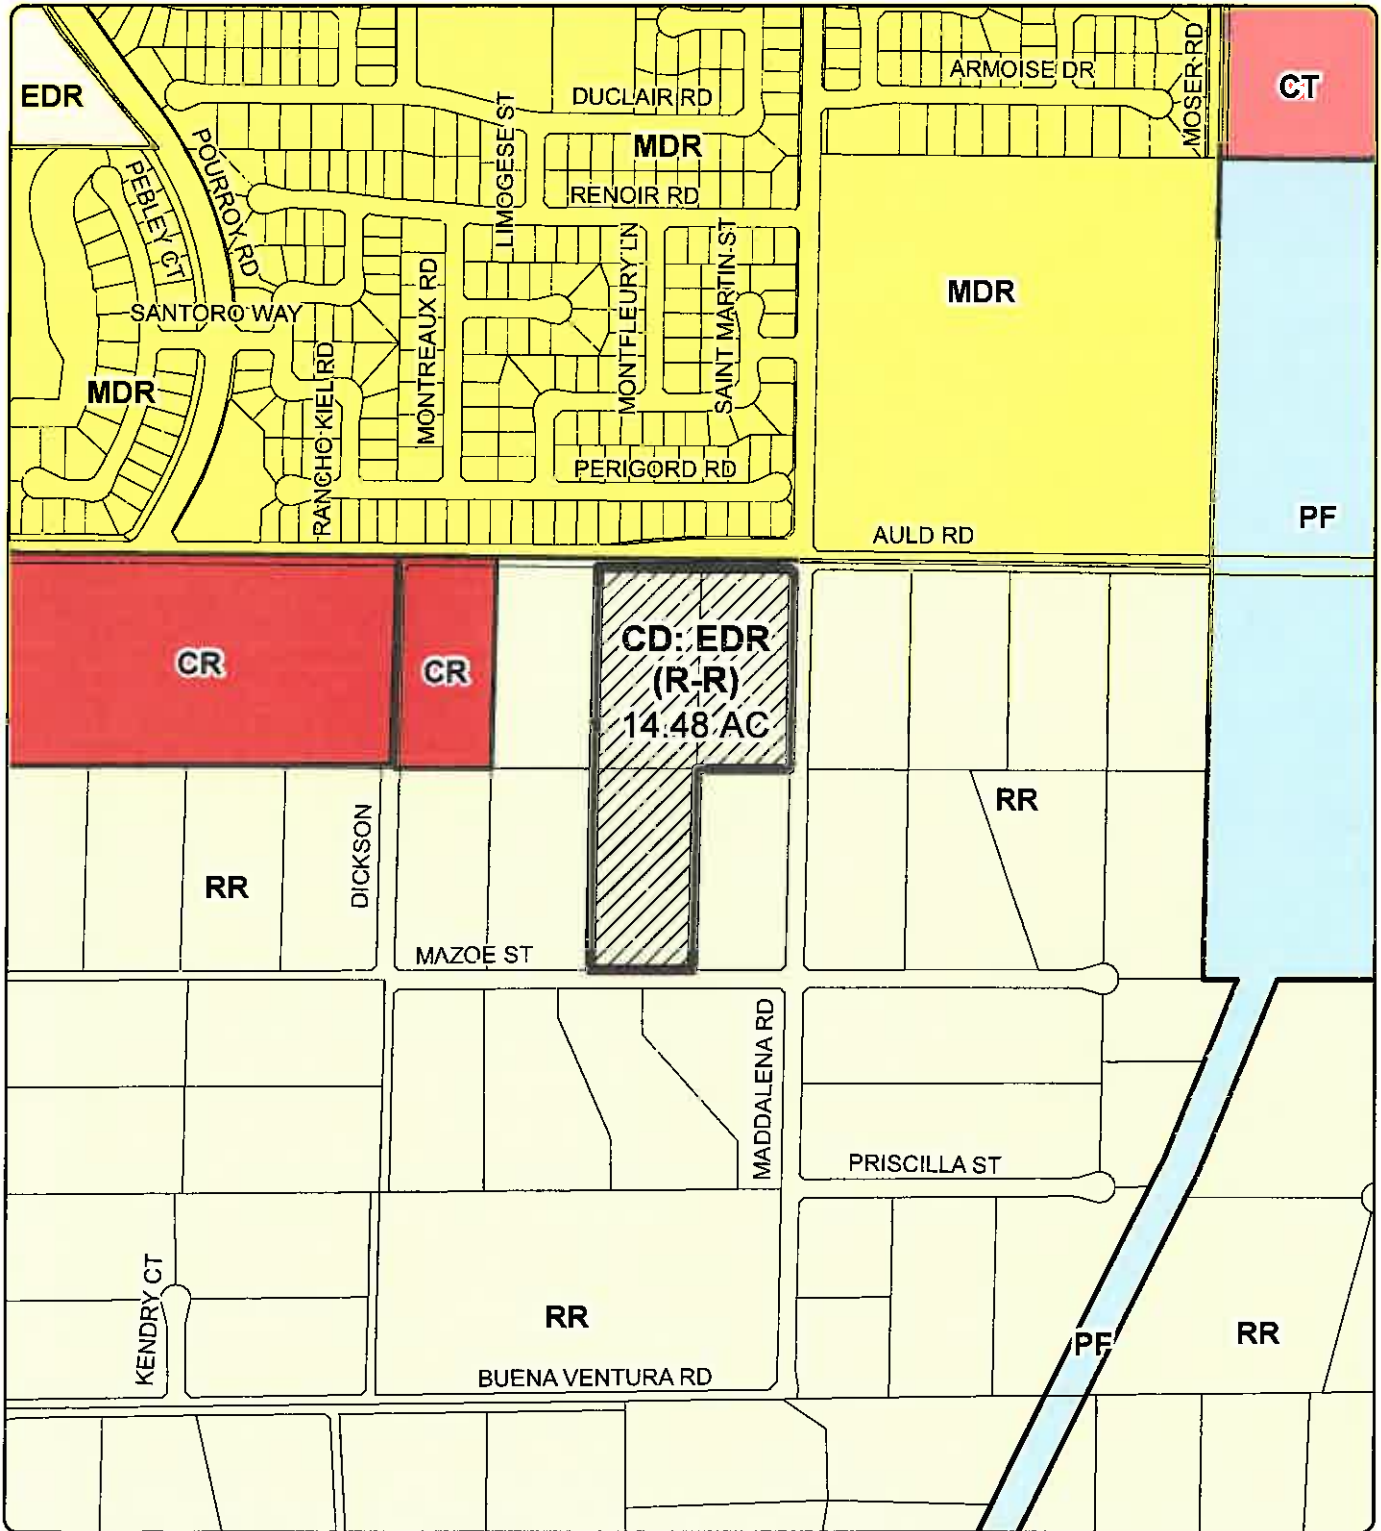 EDR
DUCLAIR RD
ARMOISE DR
MOSER RD
CT
MDR
POURROY RD
PEBLEY CT
LIMOGESE ST
RENOIR RD
SANTORO WAY
MONTREAUX RD
MONTFLEURY LN
SAINT MARTIN ST
MDR
MDR
RANCHO KIEL RD
PERIGORD RD
AULD RD
PF
CR
CR
CD: EDR
(R-R)
14.48 AC
RR
DICKSON
RR
MAZOE ST
MADDALENA RD
PRISCILLA ST
KENDRY CT
RR
BUENA VENTURA RD
PF
RR